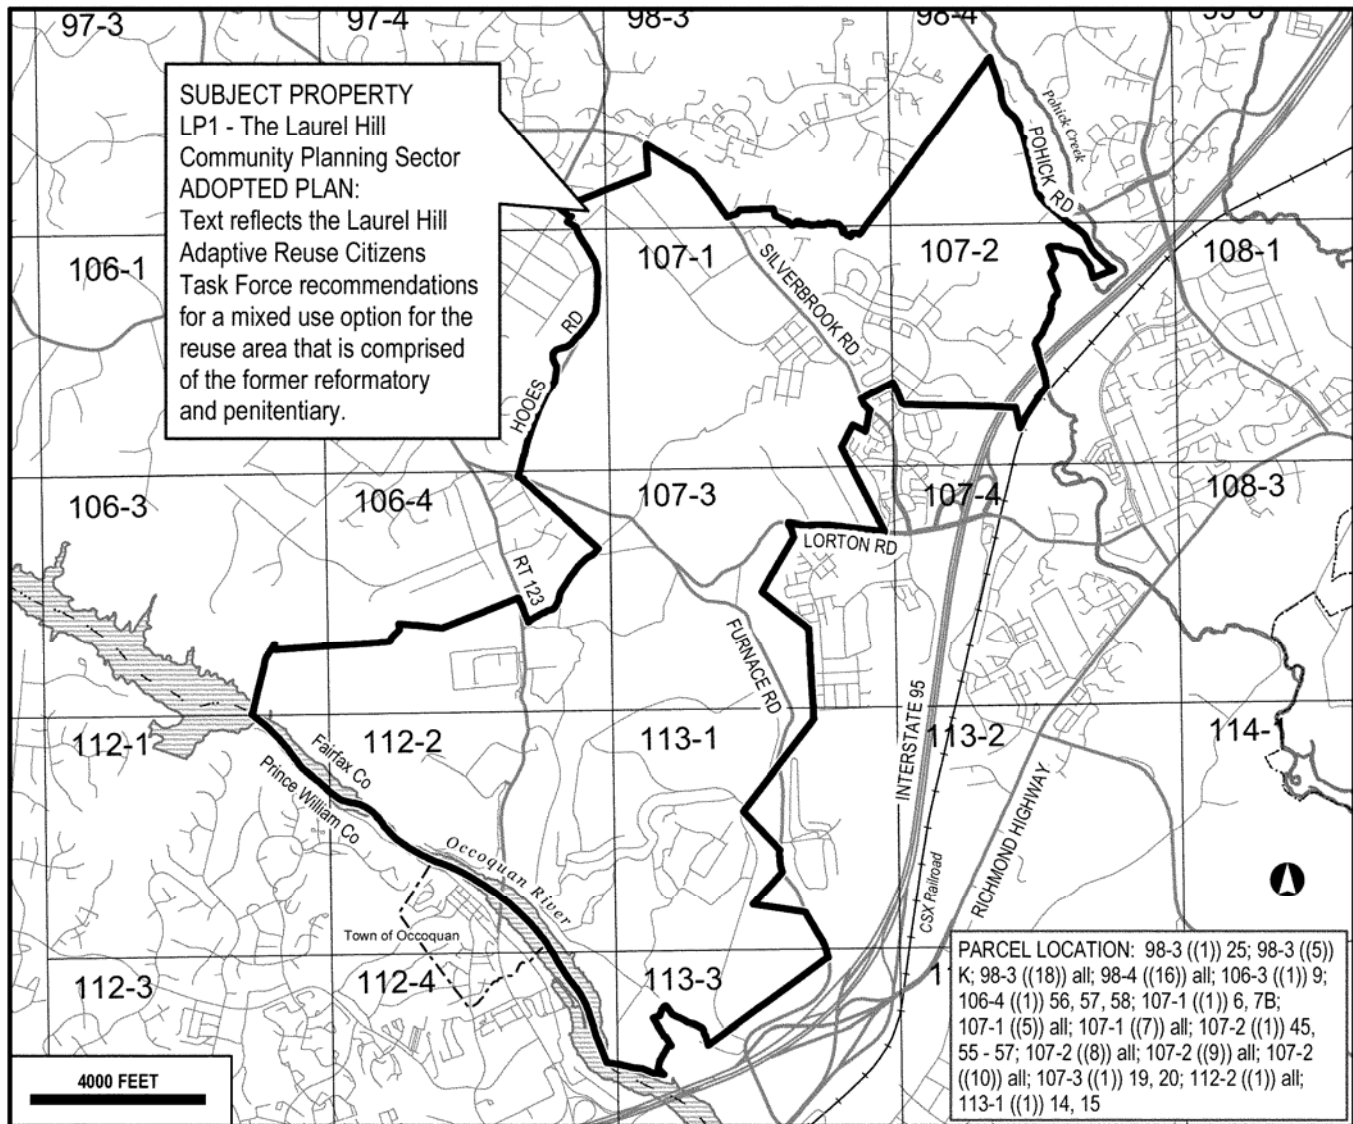 97-3
97-4
98-3
98-4
SUBJECT PROPERTY
LP1 - The Laurel Hill
Community Planning Sector
ADOPTED PLAN:
Text reflects the Laurel Hill
Adaptive Reuse Citizens
Task Force recommendations
for a mixed use option for the
reuse area that is comprised
of the former reformatory
and penitentiary.
Pohick Creek
POHICK RD
106-1
107-1
107-2
108-1
SILVERBROOK RD
HOOES RD
106-3
106-4
107-3
107-4
108-3
LORTON RD
RT 123
FURNACE RD
INTERSTATE 95
112-1
112-2
113-1
113-2
114-1
Fairfax Co
Prince William Co
Occoquan River
RICHMOND HIGHWAY
CSX Railroad
Town of Occoquan
112-3
112-4
113-3
PARCEL LOCATION: 98-3 ((1)) 25; 98-3 ((5))
K; 98-3 ((18)) all; 98-4 ((16)) all; 106-3 ((1)) 9;
106-4 ((1)) 56, 57, 58; 107-1 ((1)) 6, 7B;
107-1 ((5)) all; 107-1 ((7)) all; 107-2 ((1)) 45,
55 - 57; 107-2 ((8)) all; 107-2 ((9)) all; 107-2
((10)) all; 107-3 ((1)) 19, 20; 112-2 ((1)) all;
113-1 ((1)) 14, 15
4000 FEET